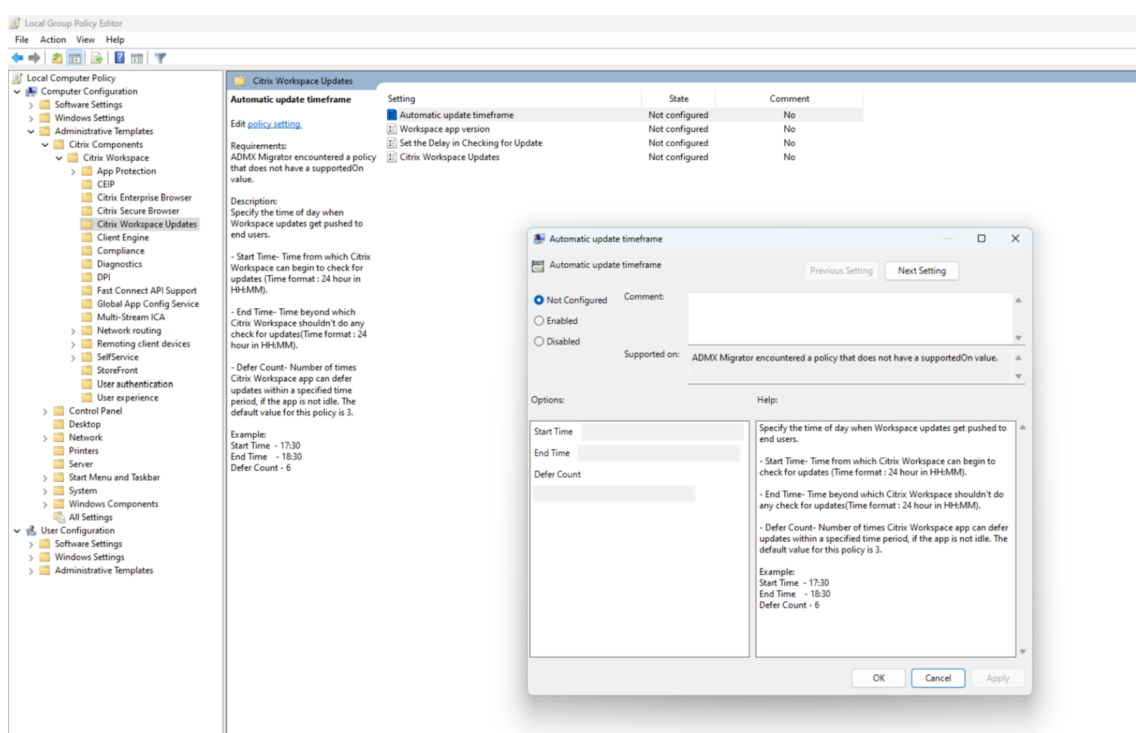 Local Group Policy Editor
File Action View Help
Local Computer Policy
Computer Configuration
Software Settings
Windows Settings
Administrative Templates
Citrix Components
Citrix Workspace
App Protection
CEIP
Citrix Enterprise Browser
Citrix Secure Browser
Citrix Workspace Updates
Client Engine
Compliance
Diagnostics
DPI
Fast Connect API Support
Global App Config Service
Multi-Stream ICA
Network routing
Remoting client devices
SelfService
StoreFront
User authentication
User experience
Control Panel
Desktop
Network
Printers
Server
Start Menu and Taskbar
System
Windows Components
All Settings
User Configuration
Software Settings
Windows Settings
Administrative Templates
Citrix Workspace Updates
Automatic update timeframe
Edit policy setting
Requirements:
ADMX Migrator encountered a policy
that does not have a supportedOn
value.
Description:
Specify the time of day when
Workspace updates get pushed to
end users.
- Start Time- Time from which Citrix
Workspace can begin to check for
updates (Time format : 24 hour in
HH:MM).
- End Time- Time beyond which
Citrix Workspace shouldn't do any
check for updates(Time format : 24
hour in HH:MM).
- Defer Count- Number of times
Citrix Workspace app can defer
updates within a specified time
period, if the app is not idle. The
default value for this policy is 3.
Example:
Start Time - 17:30
End Time - 18:30
Defer Count - 6
Setting State Comment
Automatic update timeframe Not configured No
Workspace app version Not configured No
Set the Delay in Checking for Update Not configured No
Citrix Workspace Updates Not configured No
Automatic update timeframe
Automatic update timeframe
Previous Setting Next Setting
Not Configured
Enabled
Disabled
Comment:
Supported on: ADMX Migrator encountered a policy that does not have a supportedOn value.
Options: Help:
Start Time
End Time
Defer Count
Specify the time of day when Workspace updates get pushed to
end users.
- Start Time- Time from which Citrix Workspace can begin to
check for updates (Time format : 24 hour in HH:MM).
- End Time- Time beyond which Citrix Workspace shouldn't do
any check for updates(Time format : 24 hour in HH:MM).
- Defer Count- Number of times Citrix Workspace app can defer
updates within a specified time period, if the app is not idle. The
default value for this policy is 3.
Example:
Start Time - 17:30
End Time - 18:30
Defer Count - 6
OK Cancel Apply